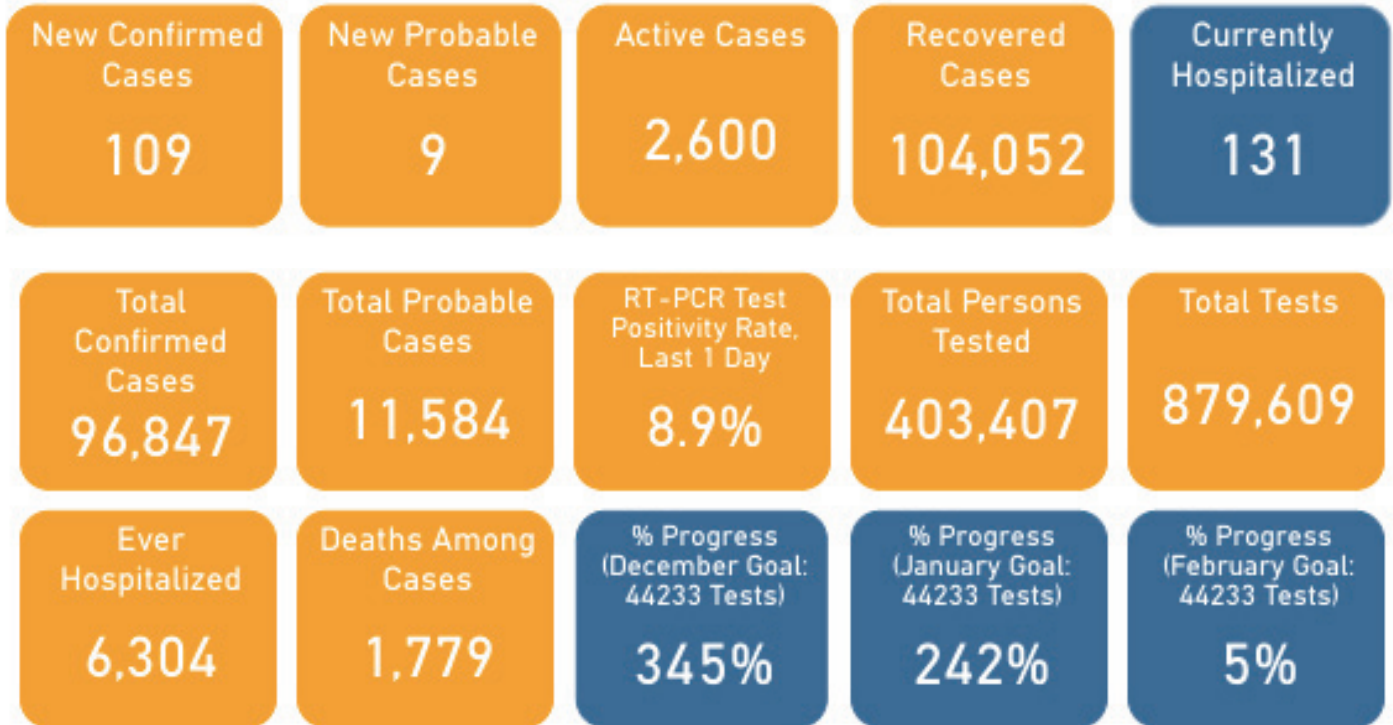 New Confirmed
Cases
109
New Probable
Cases
9
Active Cases
2,600
Recovered
Cases
104,052
Currently
Hospitalized
131
Total
Confirmed
Cases
96,847
Total Probable
Cases
11,584
RT-PCR Test
Positivity Rate,
Last 1 Day
8.9%
Total Persons
Tested
403,407
Total Tests
879,609
Ever
Hospitalized
6,304
Deaths Among
Cases
1,779
% Progress
(December Goal:
44233 Tests)
345%
% Progress
(January Goal:
44233 Tests)
242%
% Progress
(February Goal:
44233 Tests)
5%